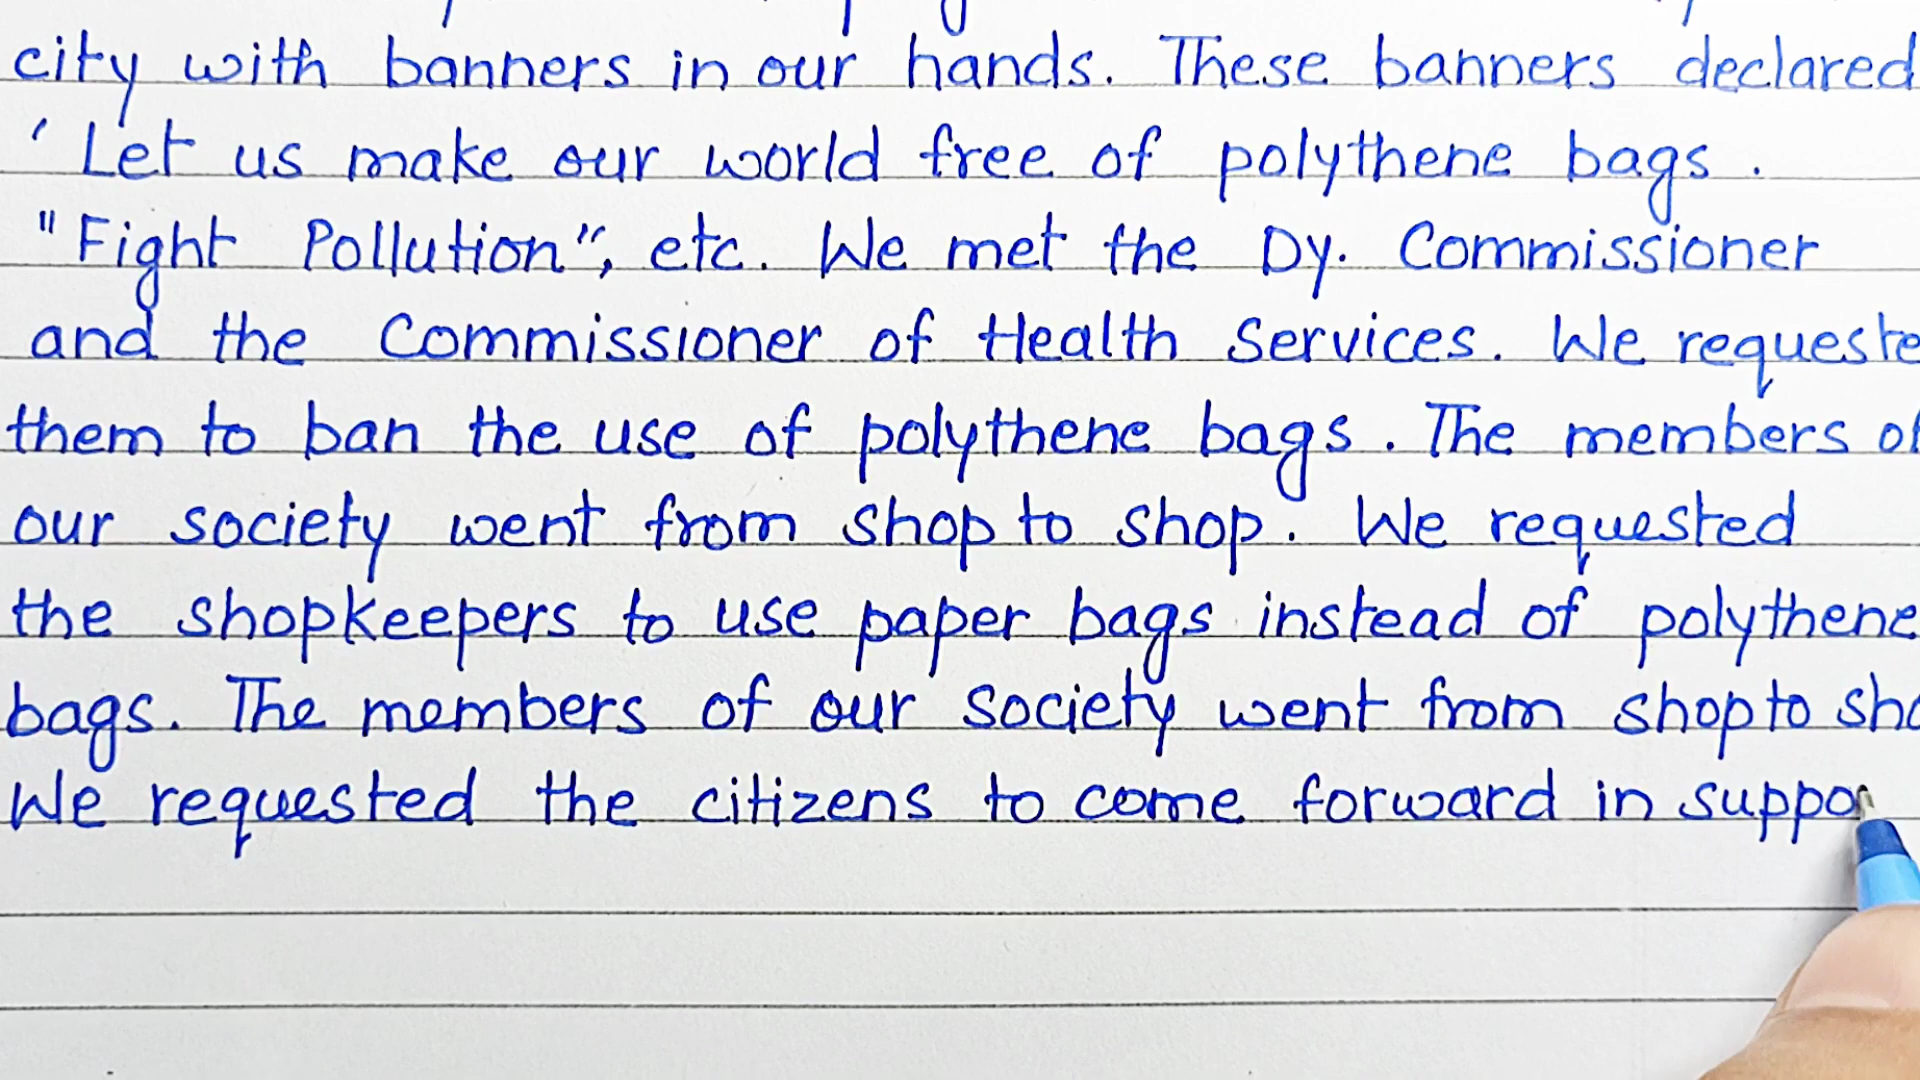 city with banners in our hands. These banners declared
'Let us make our world free of polythene bags.
"Fight Pollution", etc. We met the Dy. Commissioner
and the Commissioner of Health Services. We requeste
them to ban the use of polythene bags. The members of
our society went from shop to shop. We requested
the shopkeepers to use paper bags instead of polythene
bags. The members of our society went from shop to sho
We requested the citizens to come forward in suppo